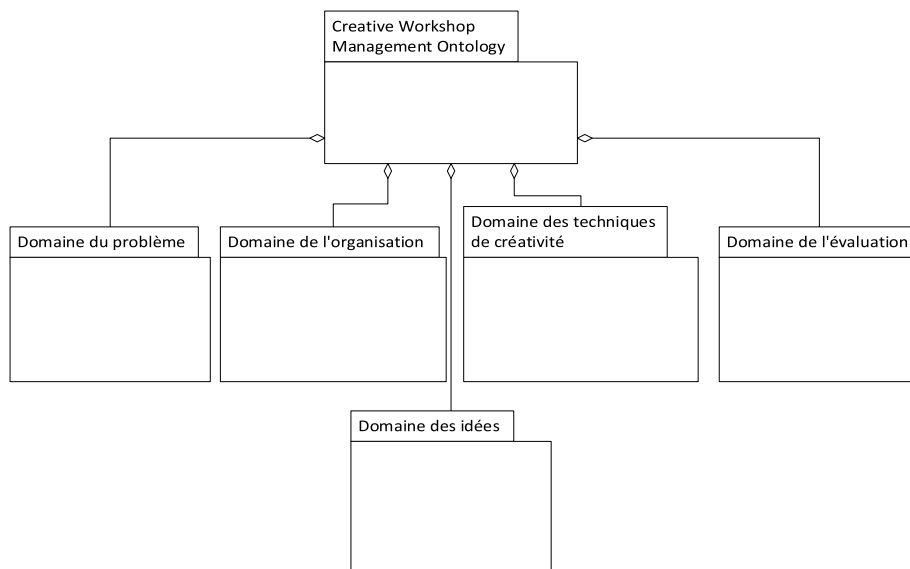 Creative Workshop
Management Ontology
Domaine du problème
Domaine de l'organisation
Domaine des techniques
de créativité
Domaine de l'évaluation
Domaine des idées